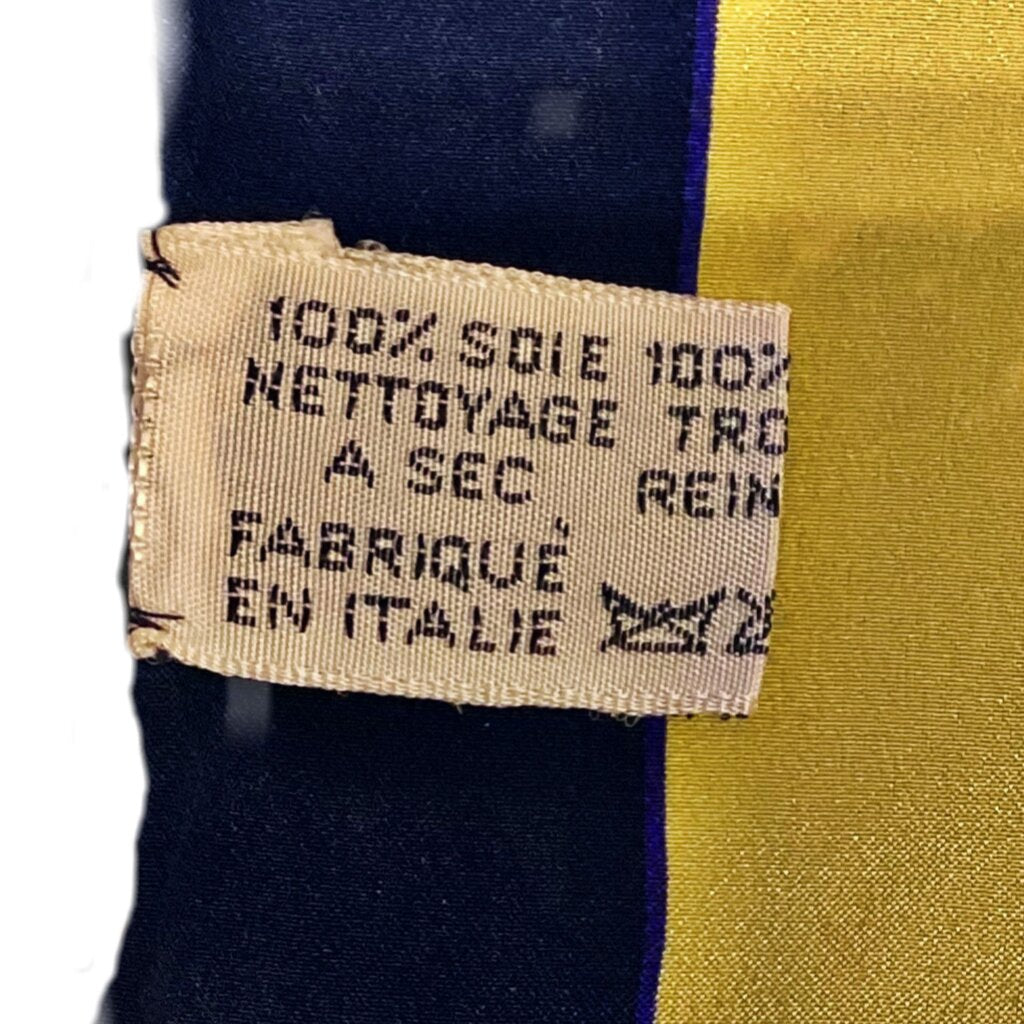 100% SOIE 100%
NETTOYAGE TRO
A SEC REIN
FABRIQUÉ
EN ITALIE